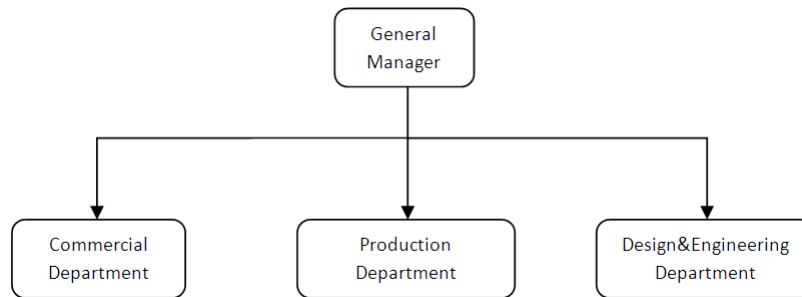 General
Manager
Commercial
Department
Production
Department
Design&Engineering
Department